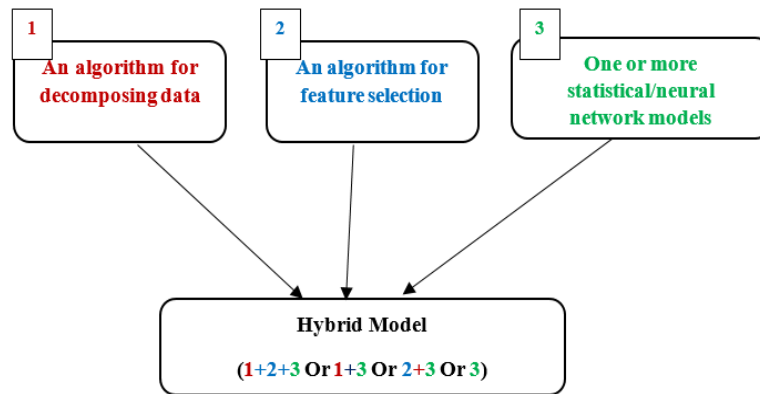 1
An algorithm for
decomposing data
2
An algorithm for
feature selection
3
One or more
statistical/neural
network models
Hybrid Model
(1+2+3 Or 1+3 Or 2+3 Or 3)